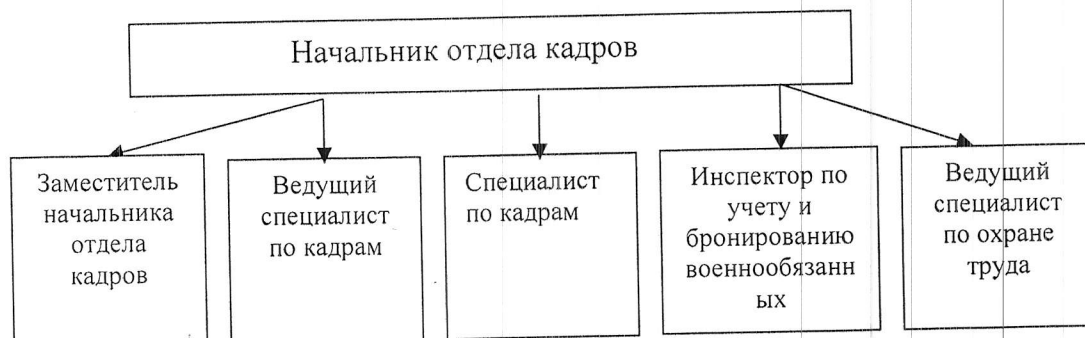 Начальник отдела кадров
Заместитель
начальника
отдела
кадров
Ведущий
специалист
по кадрам
Специалист
по кадрам
Инспектор по
учету и
бронированию
военнообязанн
ых
Ведущий
специалист
по охране
труда